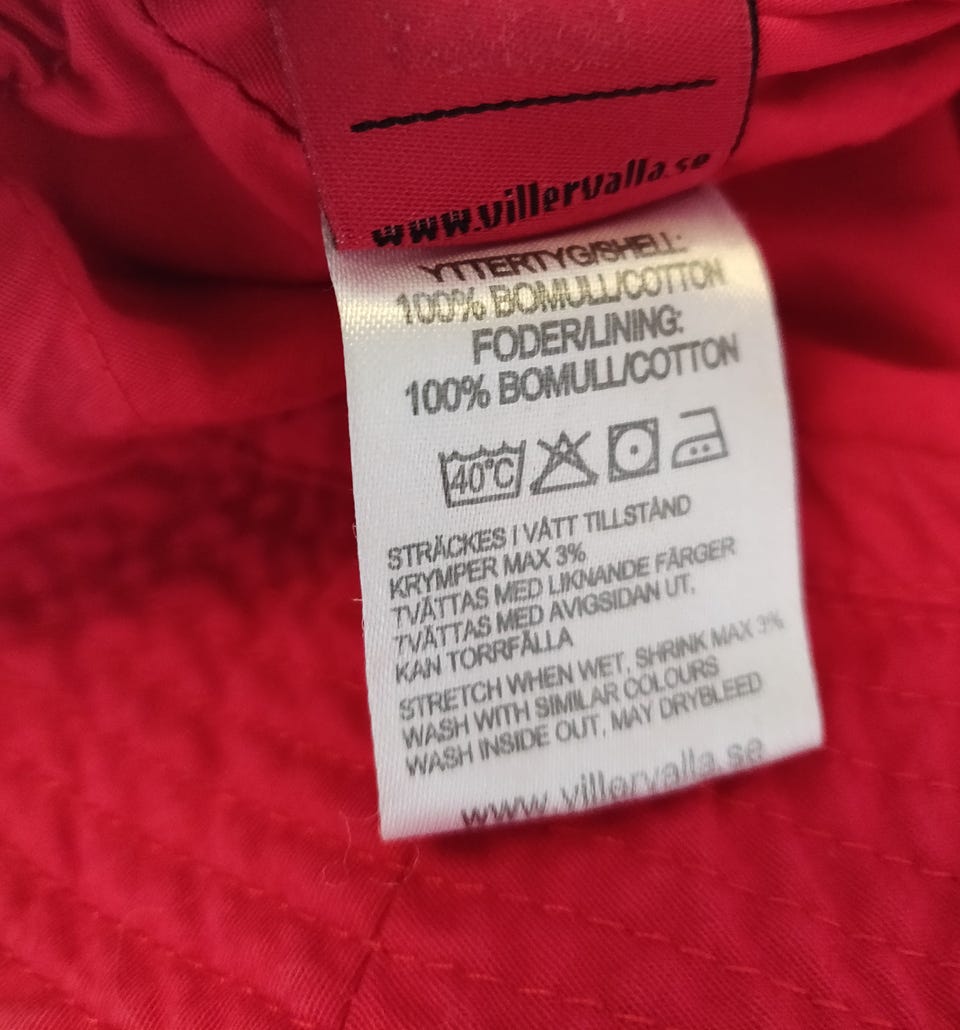 www.villervalla.se
YTTERTYG/SHELL:
100% BOMULL/COTTON
FODER/LINING:
100% BOMULL/COTTON
40°C
STRÄCKES I VÅTT TILLSTÅND
KRYMPER MAX 3%
TVÄTTAS MED LIKNANDE FÄRGER
TVÄTTAS MED AVIGSIDAN UT,
KAN TORRFÄLLA
STRETCH WHEN WET, SHRINK MAX 3%
WASH WITH SIMILAR COLOURS
WASH INSIDE OUT, MAY DRYBLEED
www.villervalla.se